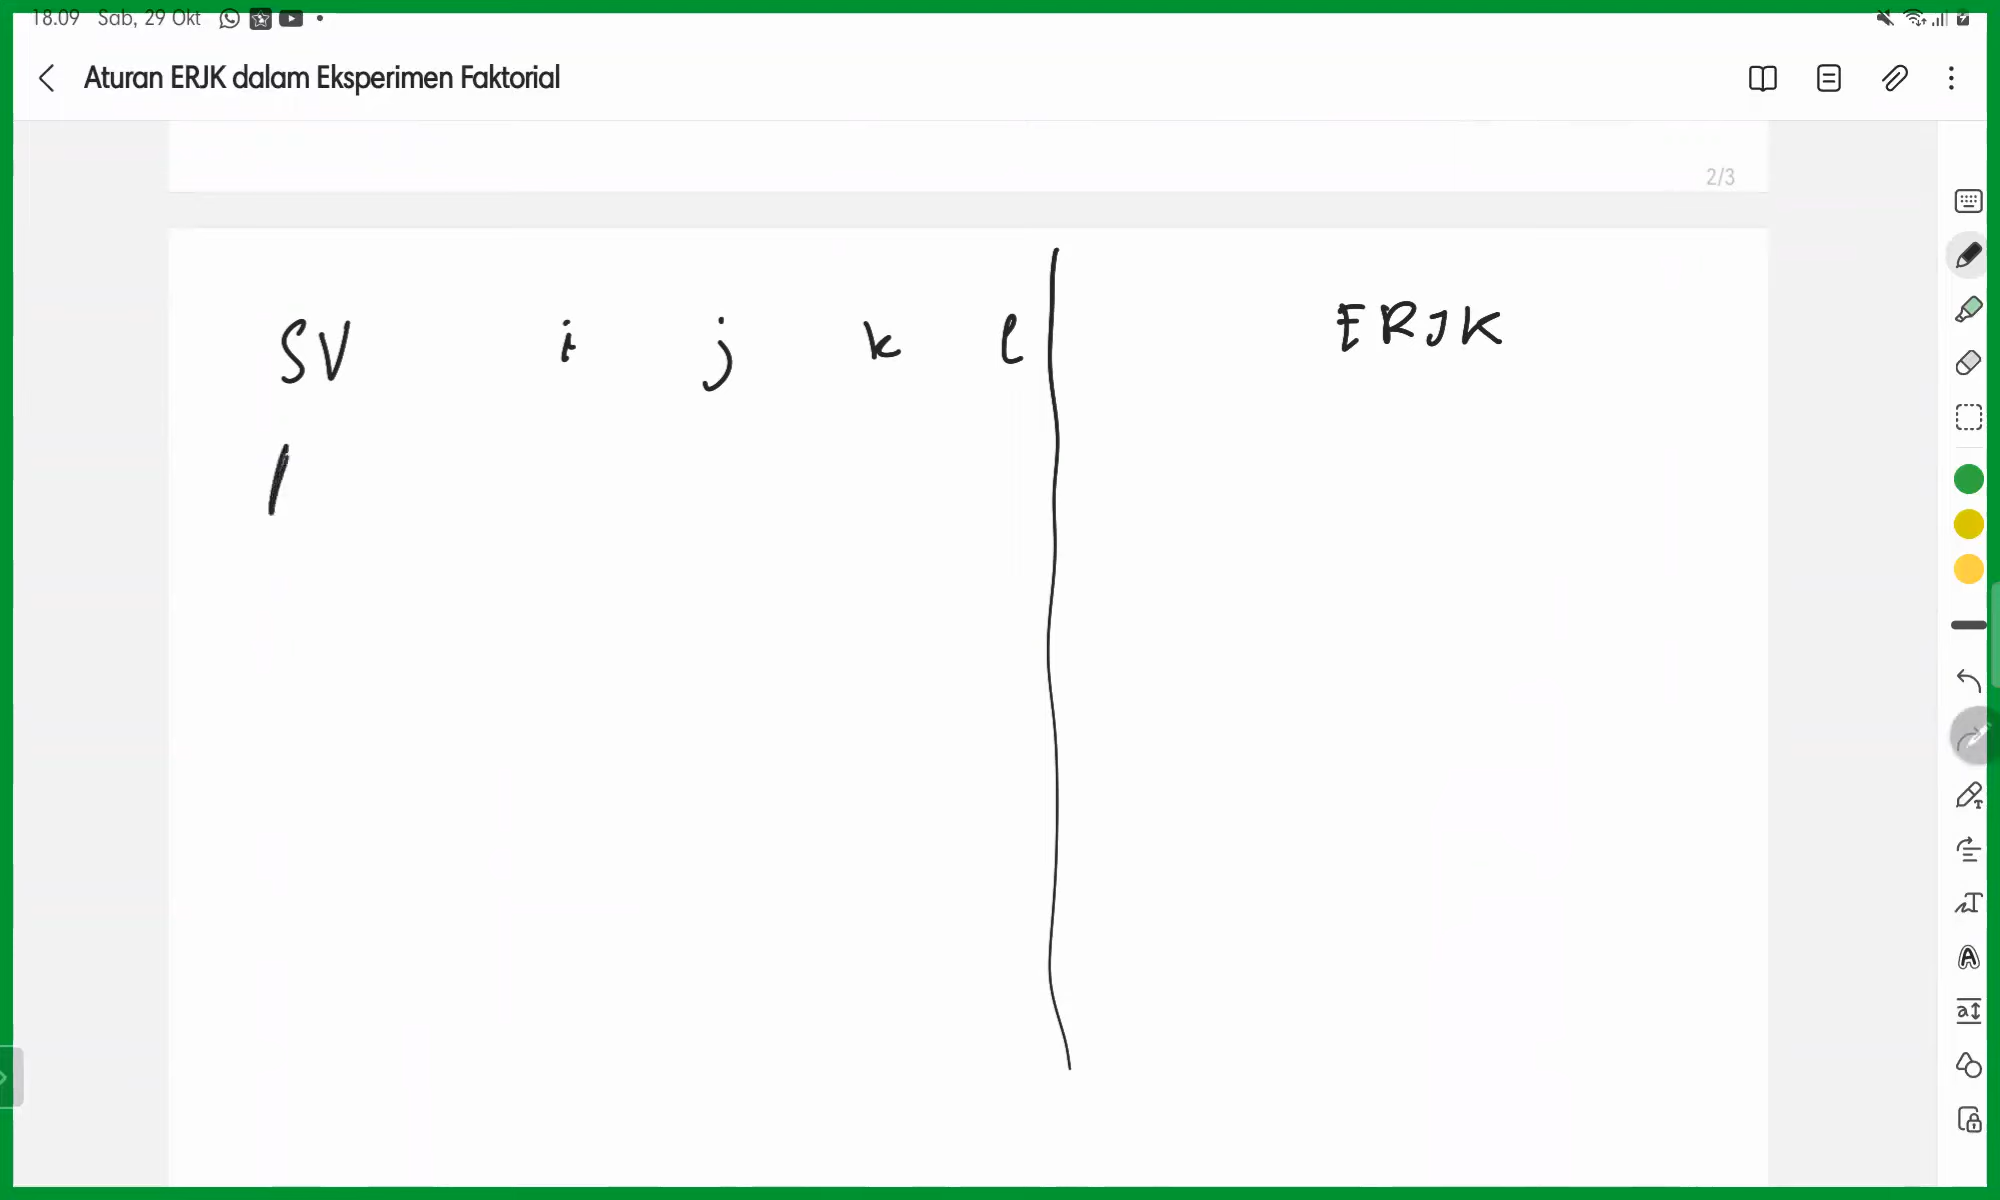 18.09 Sab, 29 Okt
Aturan ERJK dalam Eksperimen Faktorial
2/3
SV i j k l ERJK